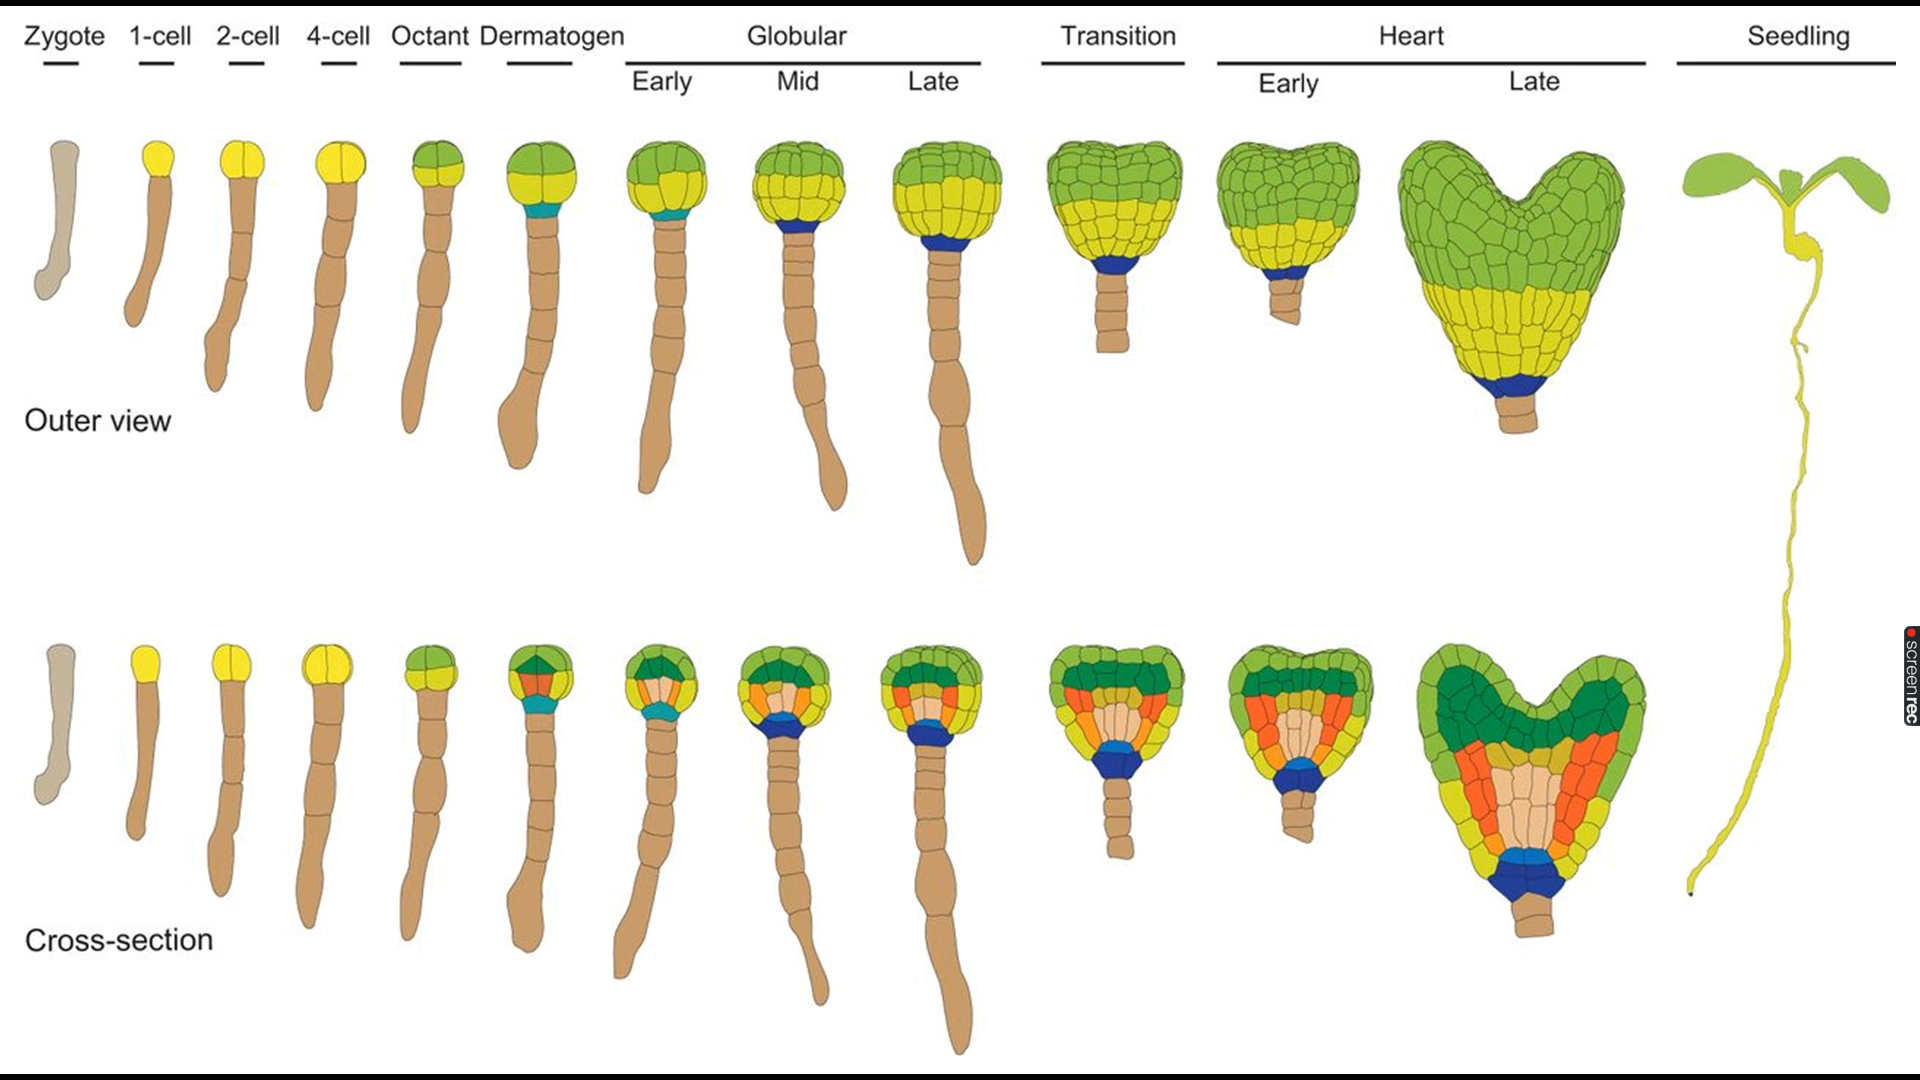 Zygote 1-cell 2-cell 4-cell Octant Dermatogen Globular Transition Heart Seedling
Early Mid Late Early Late
Outer view
Cross-section
screenrec